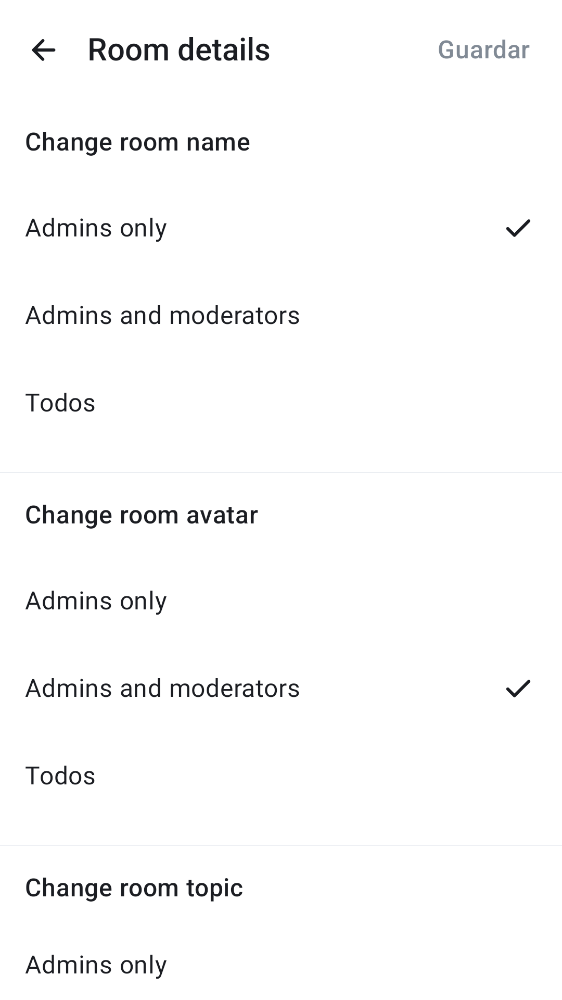 Room details
Guardar
Change room name
Admins only
Admins and moderators
Todos
Change room avatar
Admins only
Admins and moderators
Todos
Change room topic
Admins only